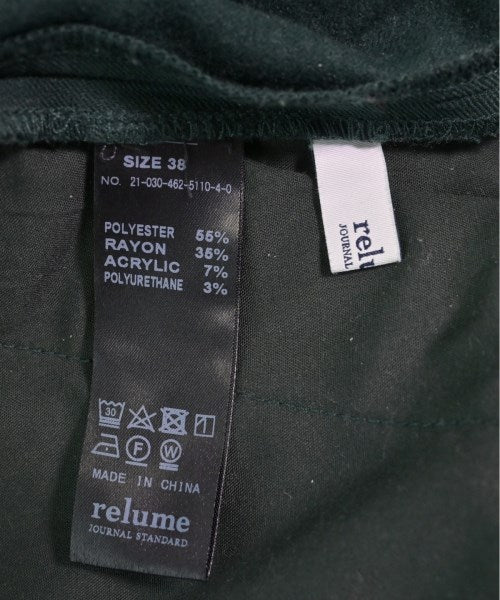 SIZE 38
NO. 21-030-462-5110-4-0
POLYESTER 55%
RAYON 35%
ACRYLIC 7%
POLYURETHANE 3%
30
F W
MADE IN CHINA
relume
JOURNAL STANDARD
relu
JOURNAL